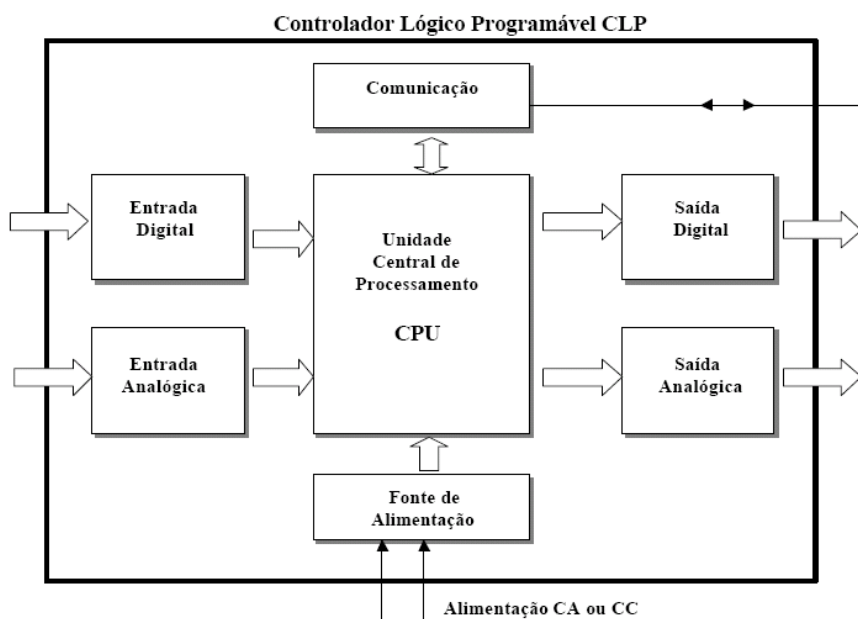 Controlador Lógico Programável CLP
Comunicação
Entrada
Digital
Unidade
Central de
Processamento
CPU
Saída
Digital
Entrada
Analógica
Saída
Analógica
Fonte de
Alimentação
Alimentação CA ou CC